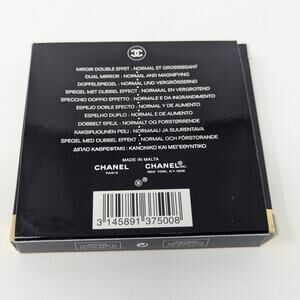 MIROIR DOUBLE EFFET - NORMAL ET GROSSISSANT
DUAL MIRROR - NORMAL AND MAGNIFYING
DOPPELSPIEGEL - NORMAL UND VERGRÖSSERND
SPIEGEL MET DUBBEL EFFECT - NORMAAL EN VERGROTEND
SPECCHIO DOPPIO EFFETTO - NORMALE E DA INGRANDIMENTO
ESPEJO DOBLE EFECTO - NORMAL Y DE AUMENTO
ESPELHO DUPLO - NORMAL E DE AUMENTO
DOBBELT SPEJL - NORMALT OG FORSTØRRENDE
KAKSIPUOLINEN PEILI - NORMAALI JA SUURENTAVA
SPEGEL MED DUBBEL EFFEKT - NORMAL OCH FÖRSTORANDE
ΔΙΠΛΟ ΚΑΘΡΕΦΤΑΚΙ - ΚΑΝΟΝΙΚΟ ΚΑΙ ΜΕΓΕΘΥΝΤΙΚΟ
MADE IN MALTA
CHANEL CHANEL INC.
PARIS NEW YORK, N.Y. 10019
3 145891 375008